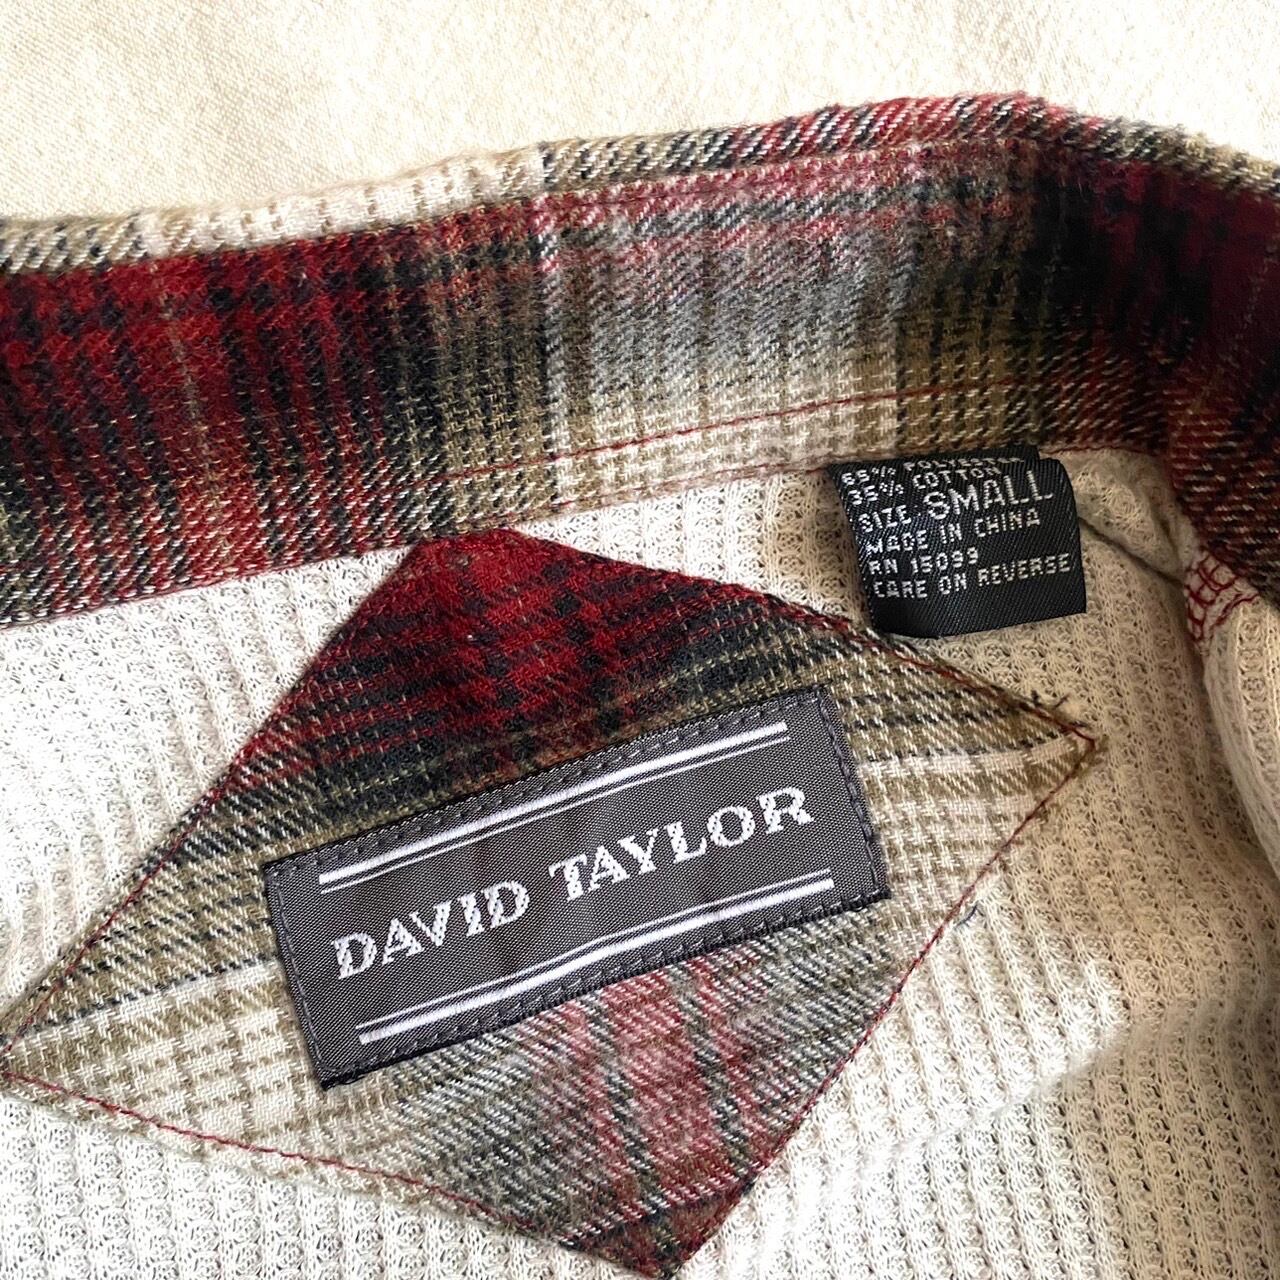 65% POLYESTER
35% COTTON
SIZE SMALL
MADE IN CHINA
RN 15099
CARE ON REVERSE
DAVID TAYLOR